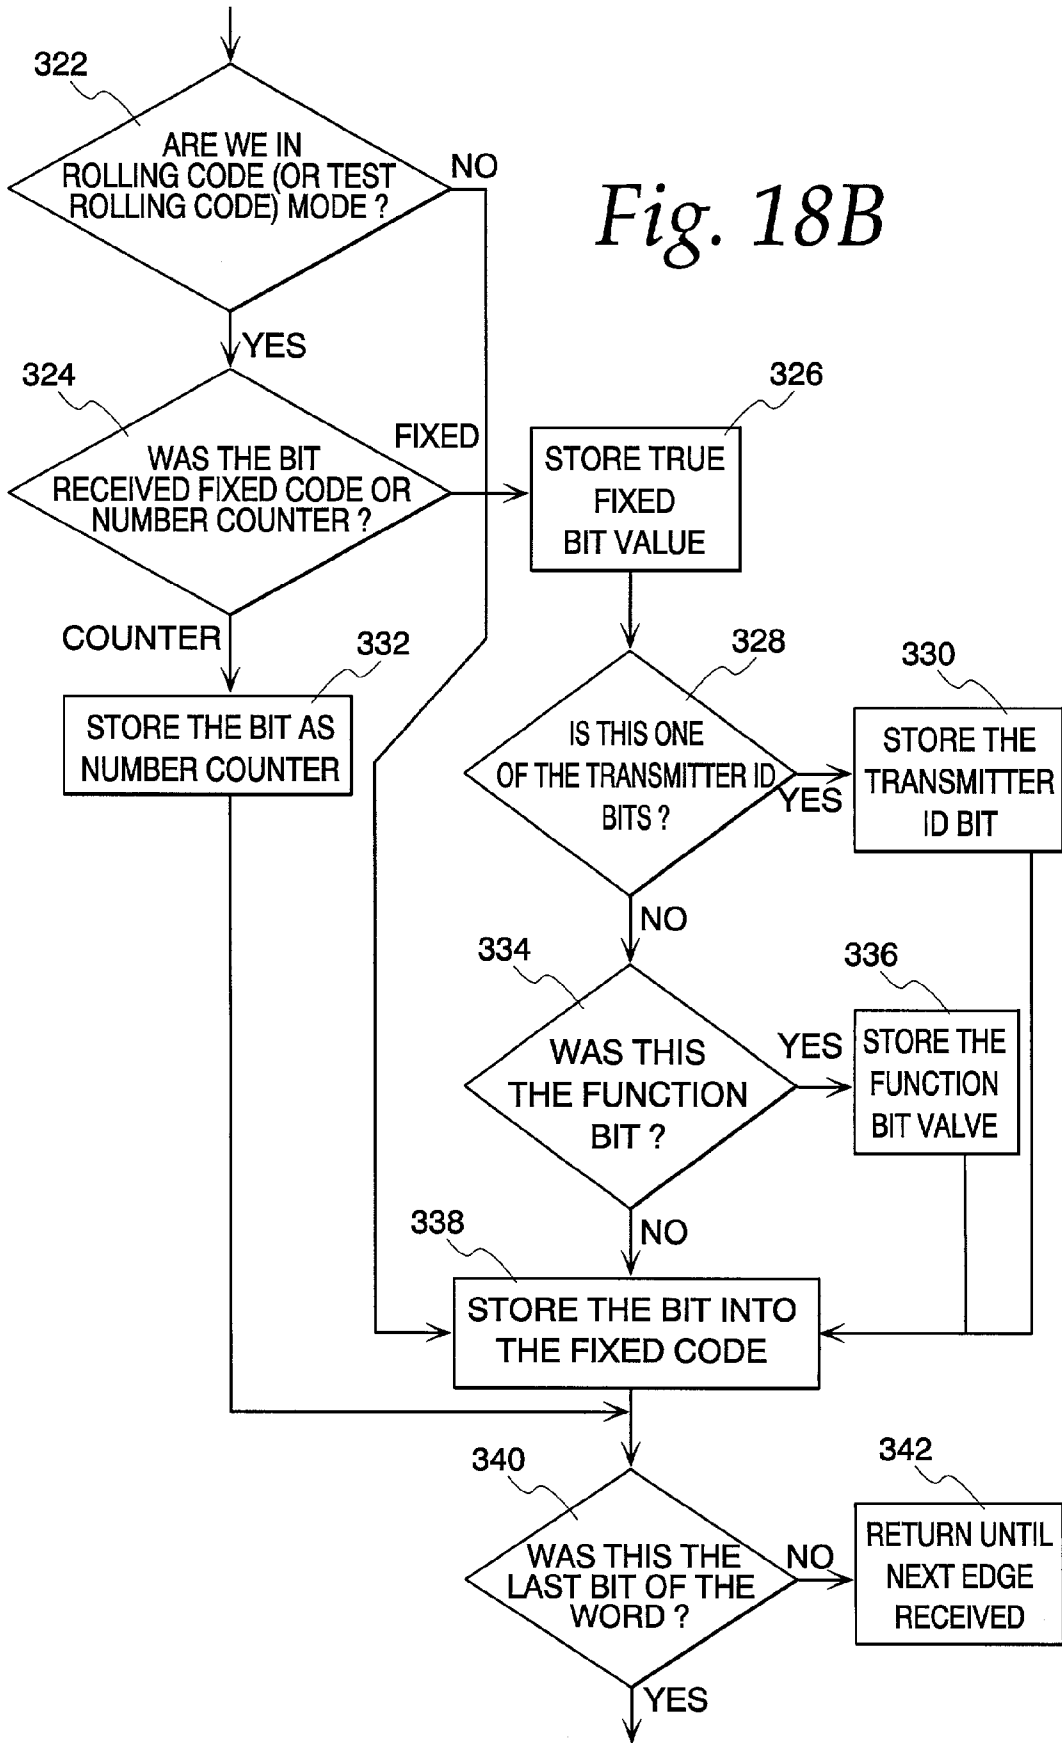 322
ARE WE IN
ROLLING CODE (OR TEST
ROLLING CODE) MODE ?
NO
Fig. 18B
YES
324
WAS THE BIT
RECEIVED FIXED CODE OR
NUMBER COUNTER ?
FIXED
326
STORE TRUE
FIXED
BIT VALUE
COUNTER
332
STORE THE BIT AS
NUMBER COUNTER
328
IS THIS ONE
OF THE TRANSMITTER ID
BITS ?
YES
330
STORE THE
TRANSMITTER
ID BIT
NO
334
WAS THIS
THE FUNCTION
BIT ?
YES
336
STORE THE
FUNCTION
BIT VALVE
NO
338
STORE THE BIT INTO
THE FIXED CODE
340
WAS THIS THE
LAST BIT OF THE
WORD ?
NO
342
RETURN UNTIL
NEXT EDGE
RECEIVED
YES